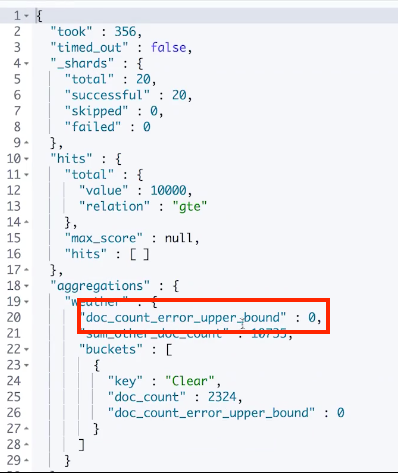 1 {
2 "took" : 356,
3 "timed_out" : false,
4 "_shards" : {
5 "total" : 20,
6 "successful" : 20,
7 "skipped" : 0,
8 "failed" : 0
9 },
10 "hits" : {
11 "total" : {
12 "value" : 10000,
13 "relation" : "gte"
14 },
15 "max_score" : null,
16 "hits" : [ ]
17 },
18 "aggregations" : {
19 "weather" : {
20 "doc_count_error_upper_bound" : 0,
21 "sum_other_doc_count" : 10735,
22 "buckets" : [
23 {
24 "key" : "Clear",
25 "doc_count" : 2324,
26 "doc_count_error_upper_bound" : 0
27 }
28 ]
29 }